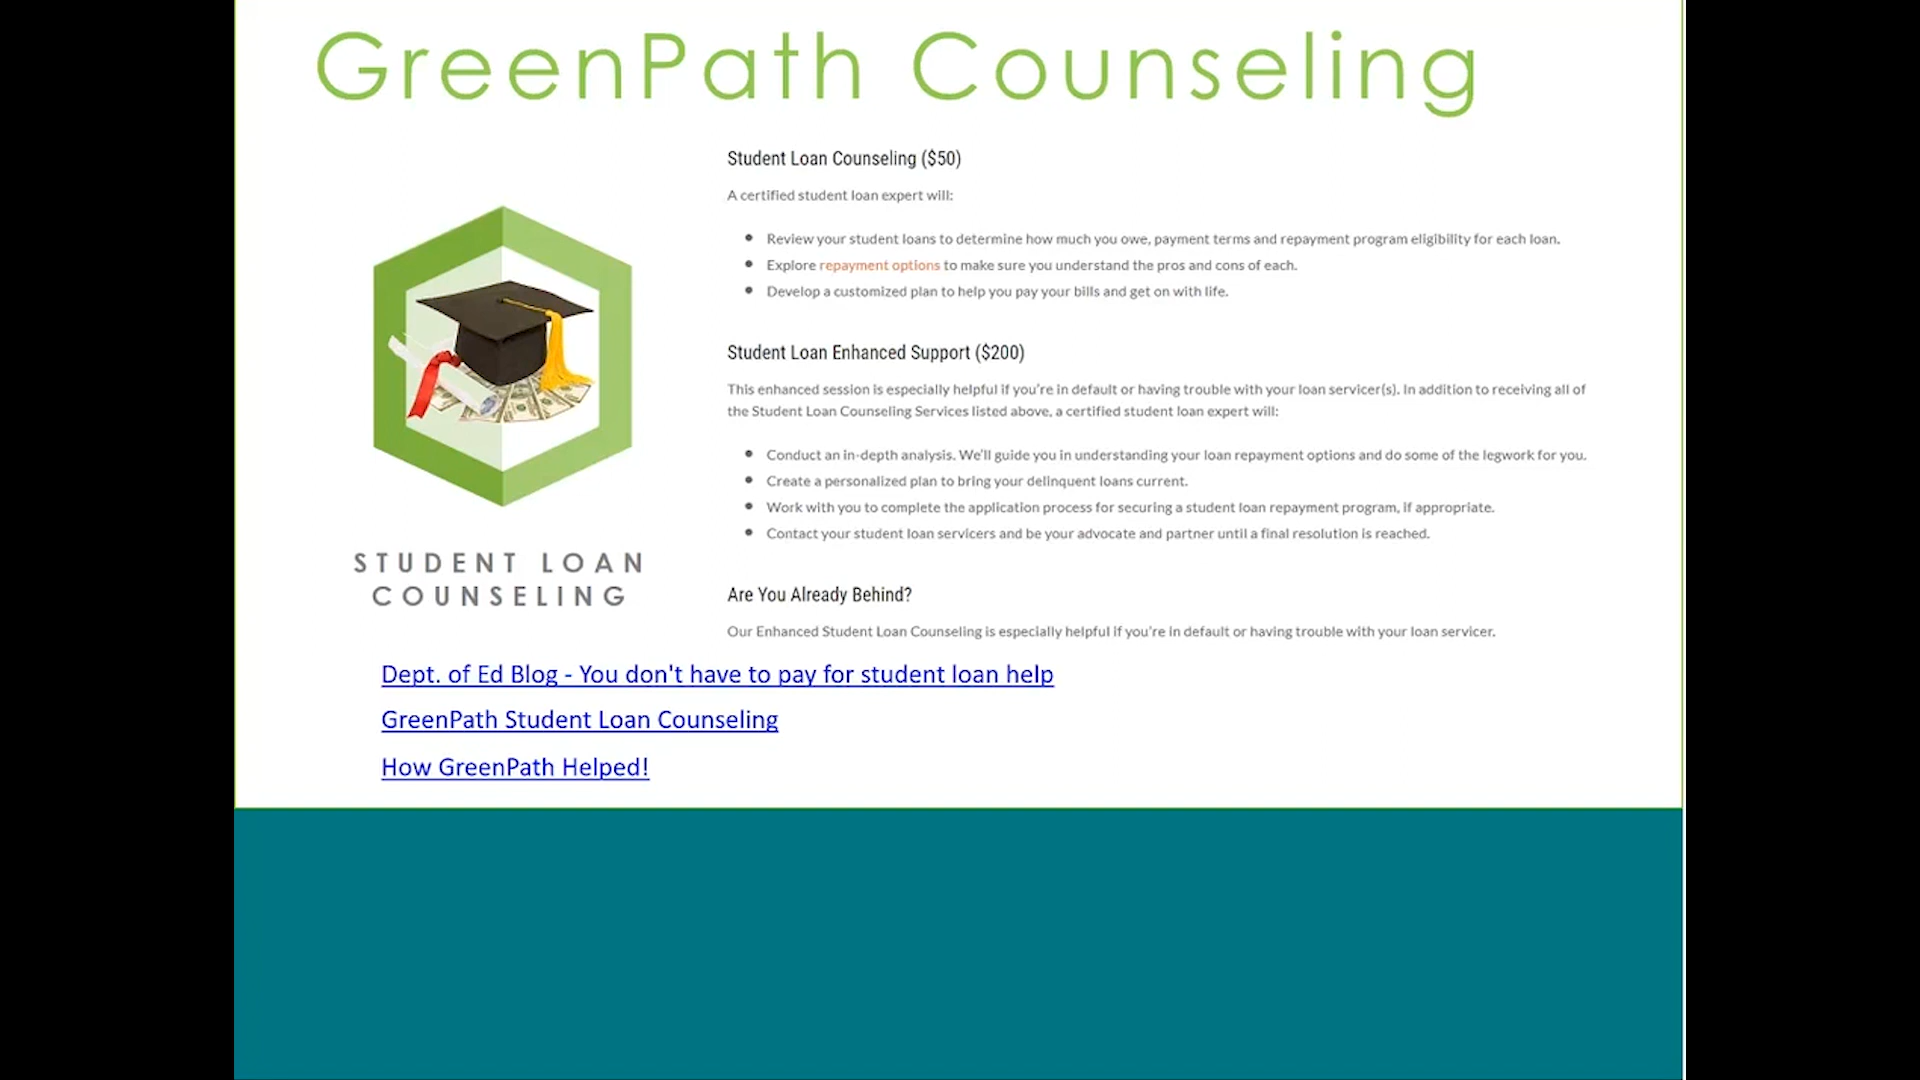 GreenPath Counseling
Student Loan Counseling ($50)
A certified student loan expert will:
Review your student loans to determine how much you owe, payment terms and repayment program eligibility for each loan.
Explore repayment options to make sure you understand the pros and cons of each.
Develop a customized plan to help you pay your bills and get on with life.
Student Loan Enhanced Support ($200)
This enhanced session is especially helpful if you’re in default or having trouble with your loan servicer(s). In addition to receiving all of
the Student Loan Counseling Services listed above, a certified student loan expert will:
Conduct an in-depth analysis. We’ll guide you in understanding your loan repayment options and do some of the legwork for you.
Create a personalized plan to bring your delinquent loans current.
Work with you to complete the application process for securing a student loan repayment program, if appropriate.
Contact your student loan servicers and be your advocate and partner until a final resolution is reached.
STUDENT LOAN
COUNSELING
Are You Already Behind?
Our Enhanced Student Loan Counseling is especially helpful if you’re in default or having trouble with your loan servicer.
Dept. of Ed Blog - You don't have to pay for student loan help
GreenPath Student Loan Counseling
How GreenPath Helped!